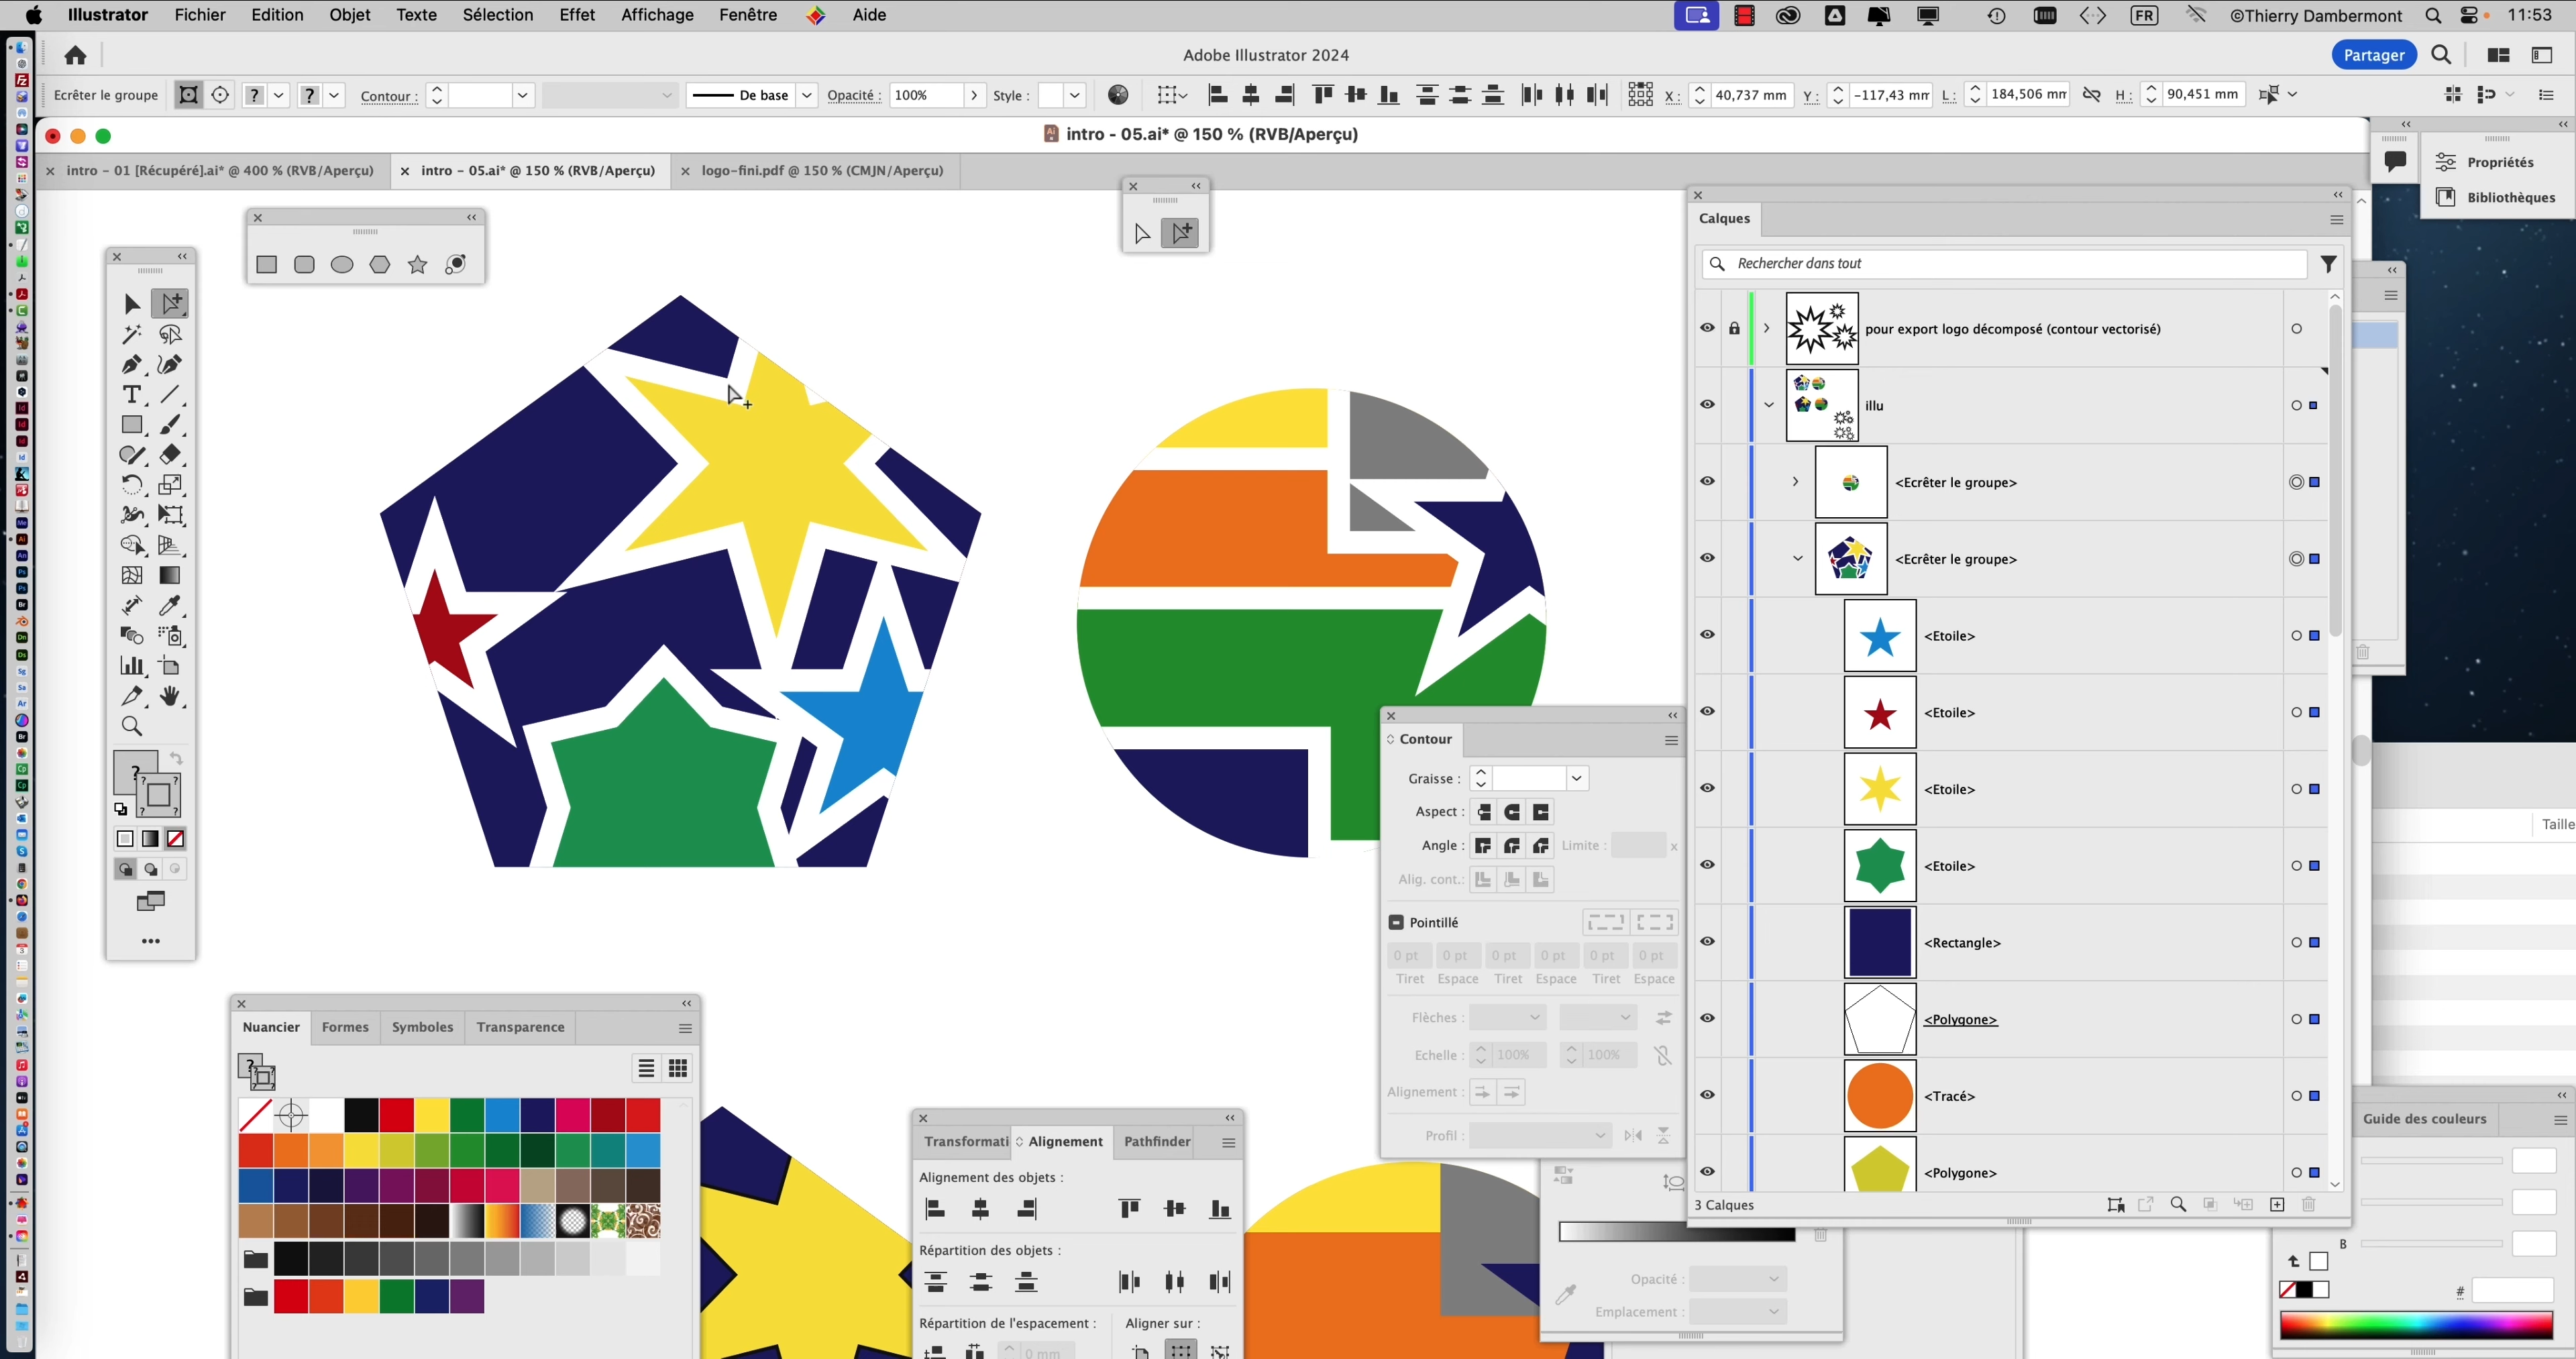 Illustrator Fichier Edition Objet Texte Sélection Effet Affichage Fenêtre Aide FR ©Thierry Dambermont 11:53
Adobe Illustrator 2024 Partager
Ecrêter le groupe ? ? Contour : De base Opacité : 100% Style : X : 40,737 mm Y : -117,43 mm L : 184,506 mm H : 90,451 mm
intro - 05.ai* @ 150 % (RVB/Aperçu)
intro - 01 [Récupéré].ai* @ 400 % (RVB/Aperçu) intro - 05.ai* @ 150 % (RVB/Aperçu) logo-fini.pdf @ 150 % (CMJN/Aperçu)
Propriétés
Bibliothèques
Calques
Rechercher dans tout
pour export logo décomposé (contour vectorisé)
illu
<Ecrêter le groupe>
<Ecrêter le groupe>
<Etoile>
<Etoile>
<Etoile>
<Etoile>
<Rectangle>
<Polygone>
<Tracé>
<Polygone>
3 Calques
Contour
Graisse :
Aspect :
Angle : Limite : x
Alig. cont.:
Pointillé
0 pt 0 pt 0 pt 0 pt 0 pt 0 pt
Tiret Espace Tiret Espace Tiret Espace
Flèches :
Echelle : 100% 100%
Alignement :
Profil :
Nuancier Formes Symboles Transparence
Transformati Alignement Pathfinder
Alignement des objets :
Répartition des objets :
Répartition de l'espacement : Aligner sur :
0 mm
Opacité :
Emplacement :
Taille
Guide des couleurs
B
#